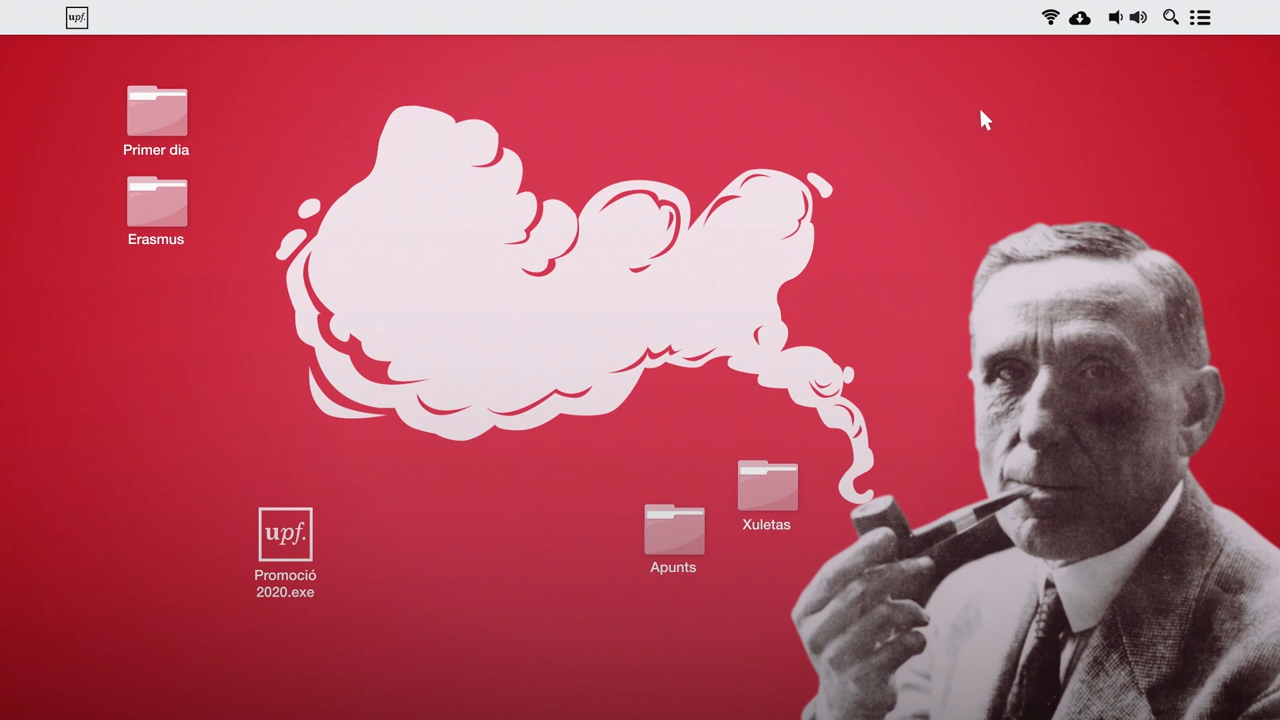 upf.
Primer dia
Erasmus
Xuletas
upf.
Apunts
Promoció
2020.exe